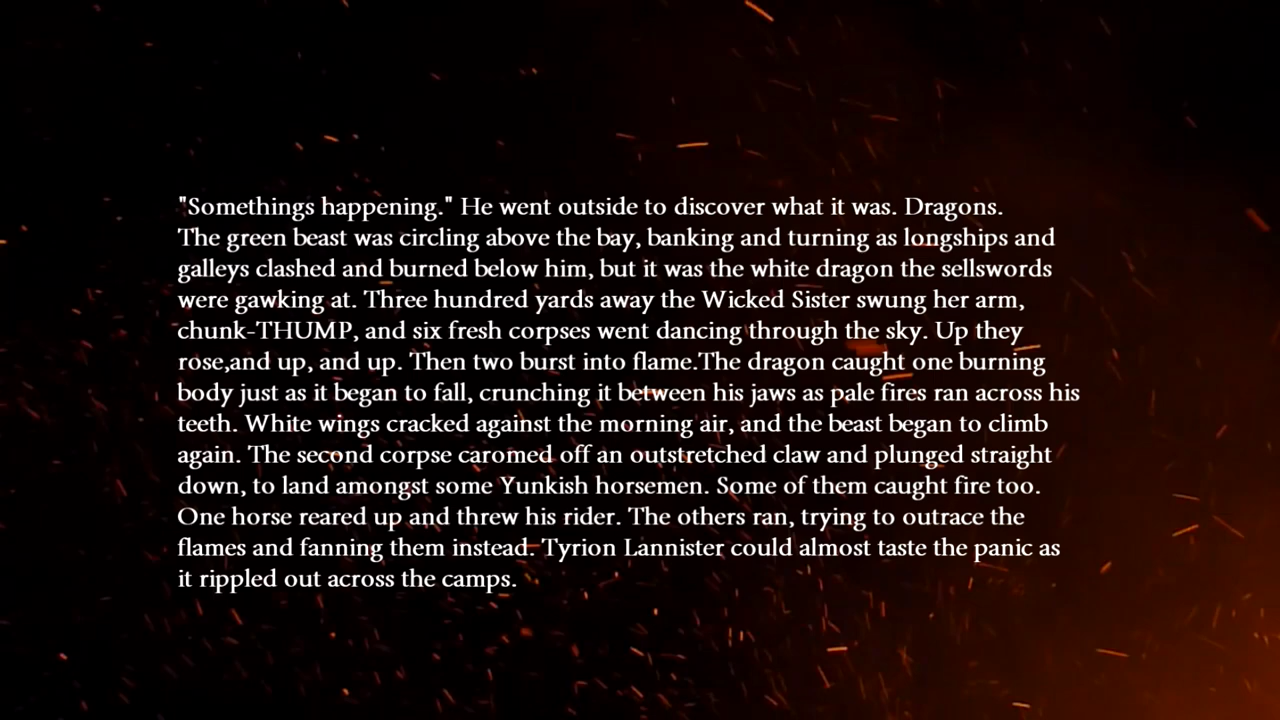 "Somethings happening." He went outside to discover what it was. Dragons.
The green beast was circling above the bay, banking and turning as longships and
galleys clashed and burned below him, but it was the white dragon the sellswords
were gawking at. Three hundred yards away the Wicked Sister swung her arm,
chunk-THUMP, and six fresh corpses went dancing through the sky. Up they
rose,and up, and up. Then two burst into flame.The dragon caught one burning
body just as it began to fall, crunching it between his jaws as pale fires ran across his
teeth. White wings cracked against the morning air, and the beast began to climb
again. The second corpse caromed off an outstretched claw and plunged straight
down, to land amongst some Yunkish horsemen. Some of them caught fire too.
One horse reared up and threw his rider. The others ran, trying to outrace the
flames and fanning them instead. Tyrion Lannister could almost taste the panic as
it rippled out across the camps.